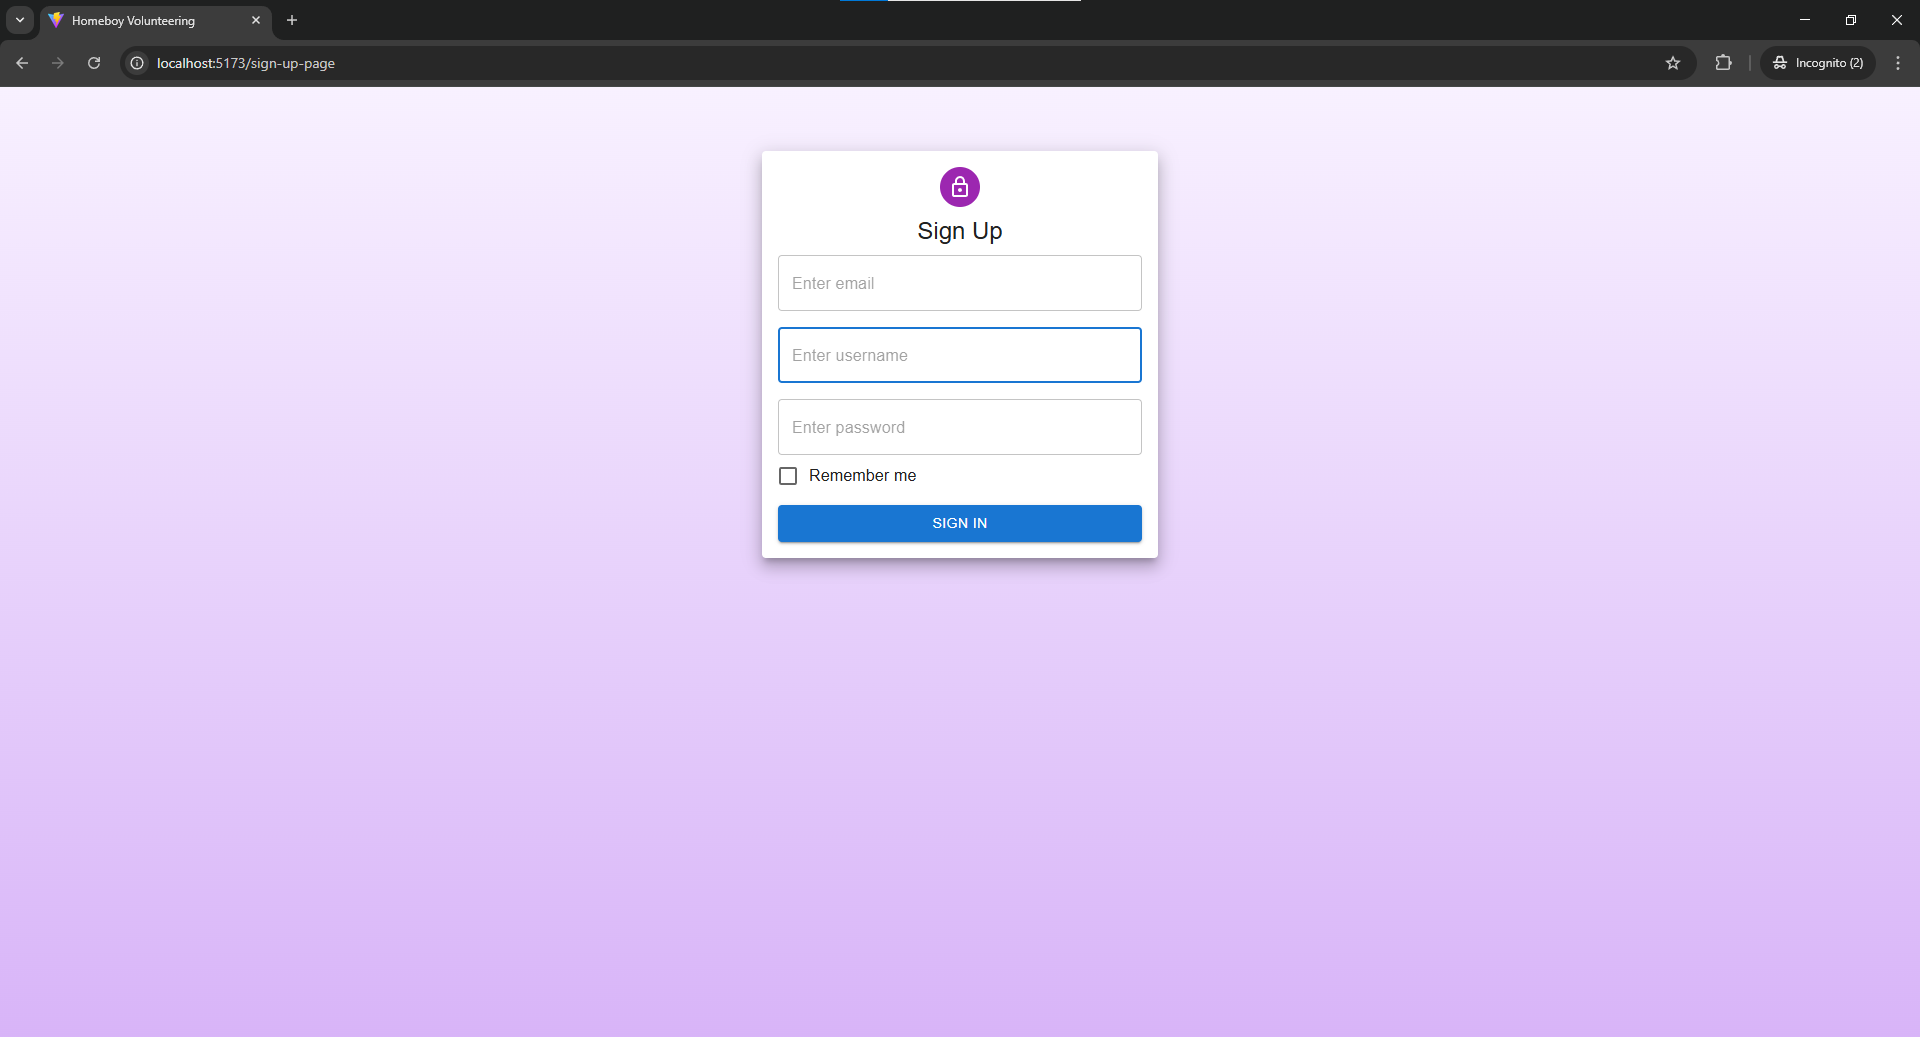 Homeboy Volunteering
localhost:5173/sign-up-page
Incognito (2)
Sign Up
Enter email
Enter username
Enter password
Remember me
SIGN IN